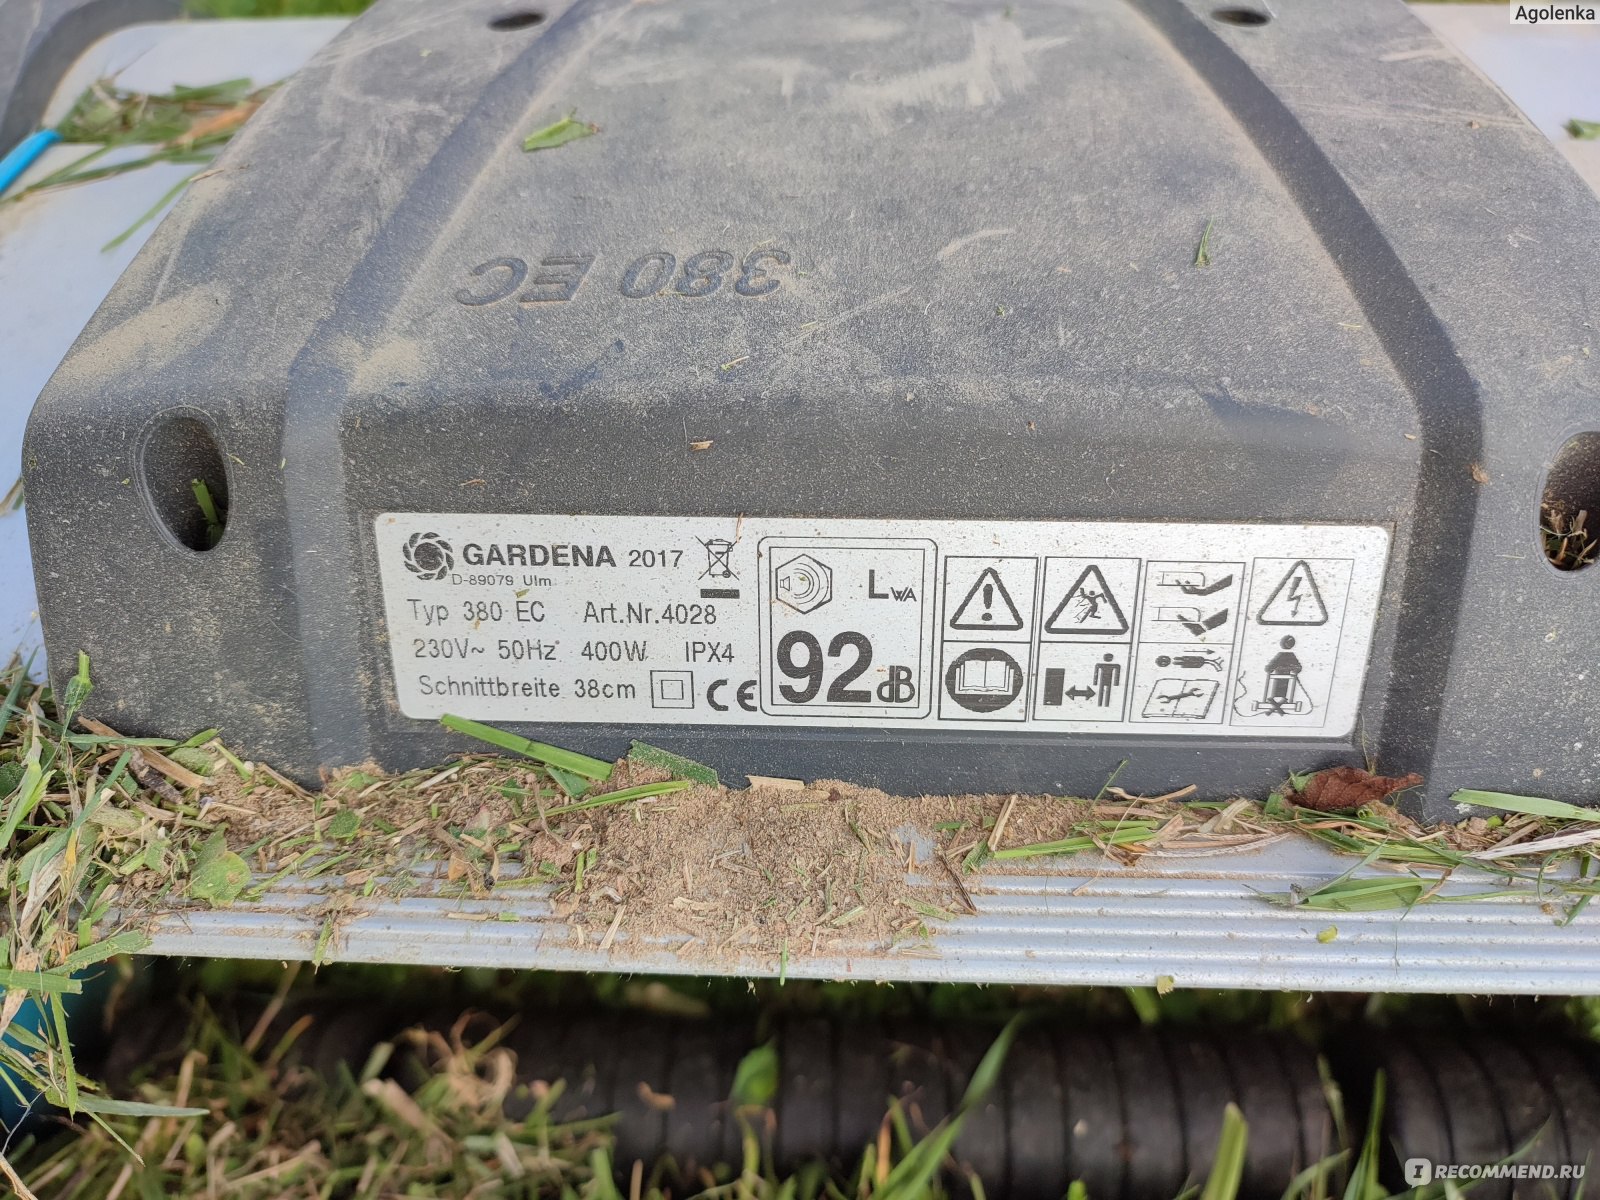 Agolenka
380 EC
GARDENA 2017
D-89079 Ulm
Typ 380 EC Art.Nr.4028
230V~ 50Hz 400W IPX4
Schnittbreite 38cm CE
LWA
92dB
IRECOMMEND.RU